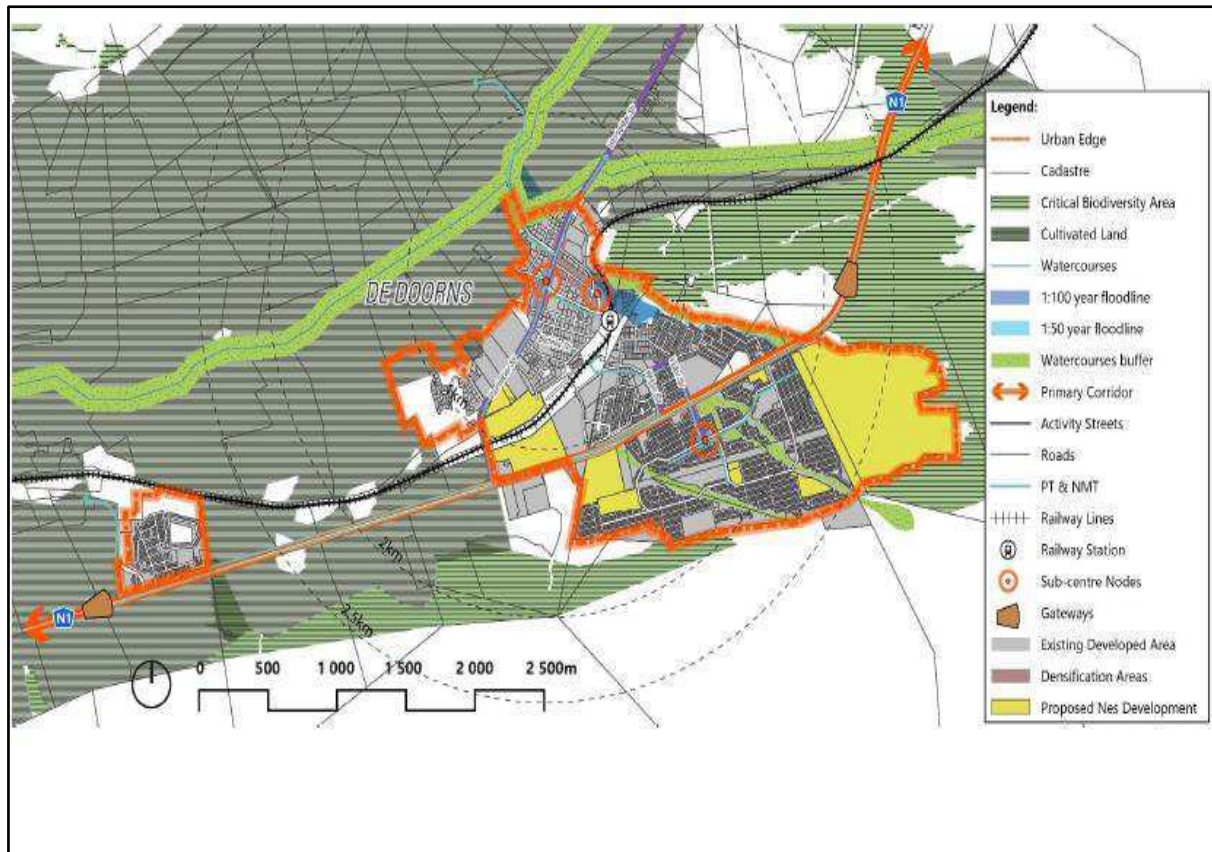 N1
DE DOORNS
1km
2km
2.5km
N1
0 500 1 000 1 500 2 000 2 500m
Legend:
Urban Edge
Cadastre
Critical Biodiversity Area
Cultivated Land
Watercourses
1:100 year floodline
1:50 year floodline
Watercourses buffer
Primary Corridor
Activity Streets
Roads
PT & NMT
Railway Lines
Railway Station
Sub-centre Nodes
Gateways
Existing Developed Area
Densification Areas
Proposed Nes Development